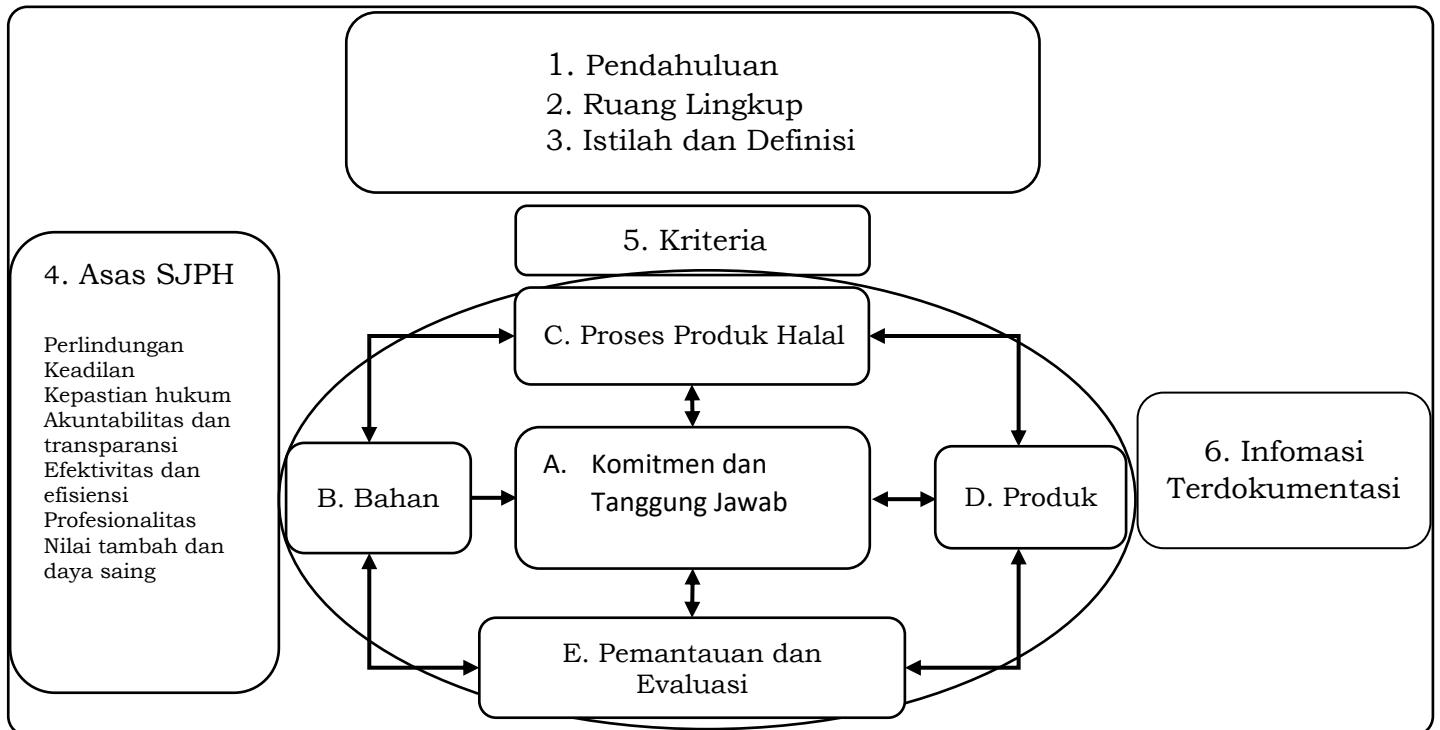 1. Pendahuluan
2. Ruang Lingkup
3. Istilah dan Definisi
5. Kriteria
4. Asas SJPH
Perlindungan
Keadilan
Kepastian hukum
Akuntabilitas dan
transparansi
Efektivitas dan
efisiensi
Profesionalitas
Nilai tambah dan
daya saing
C. Proses Produk Halal
B. Bahan
A. Komitmen dan
Tanggung Jawab
D. Produk
E. Pemantauan dan
Evaluasi
6. Infomasi
Terdokumentasi